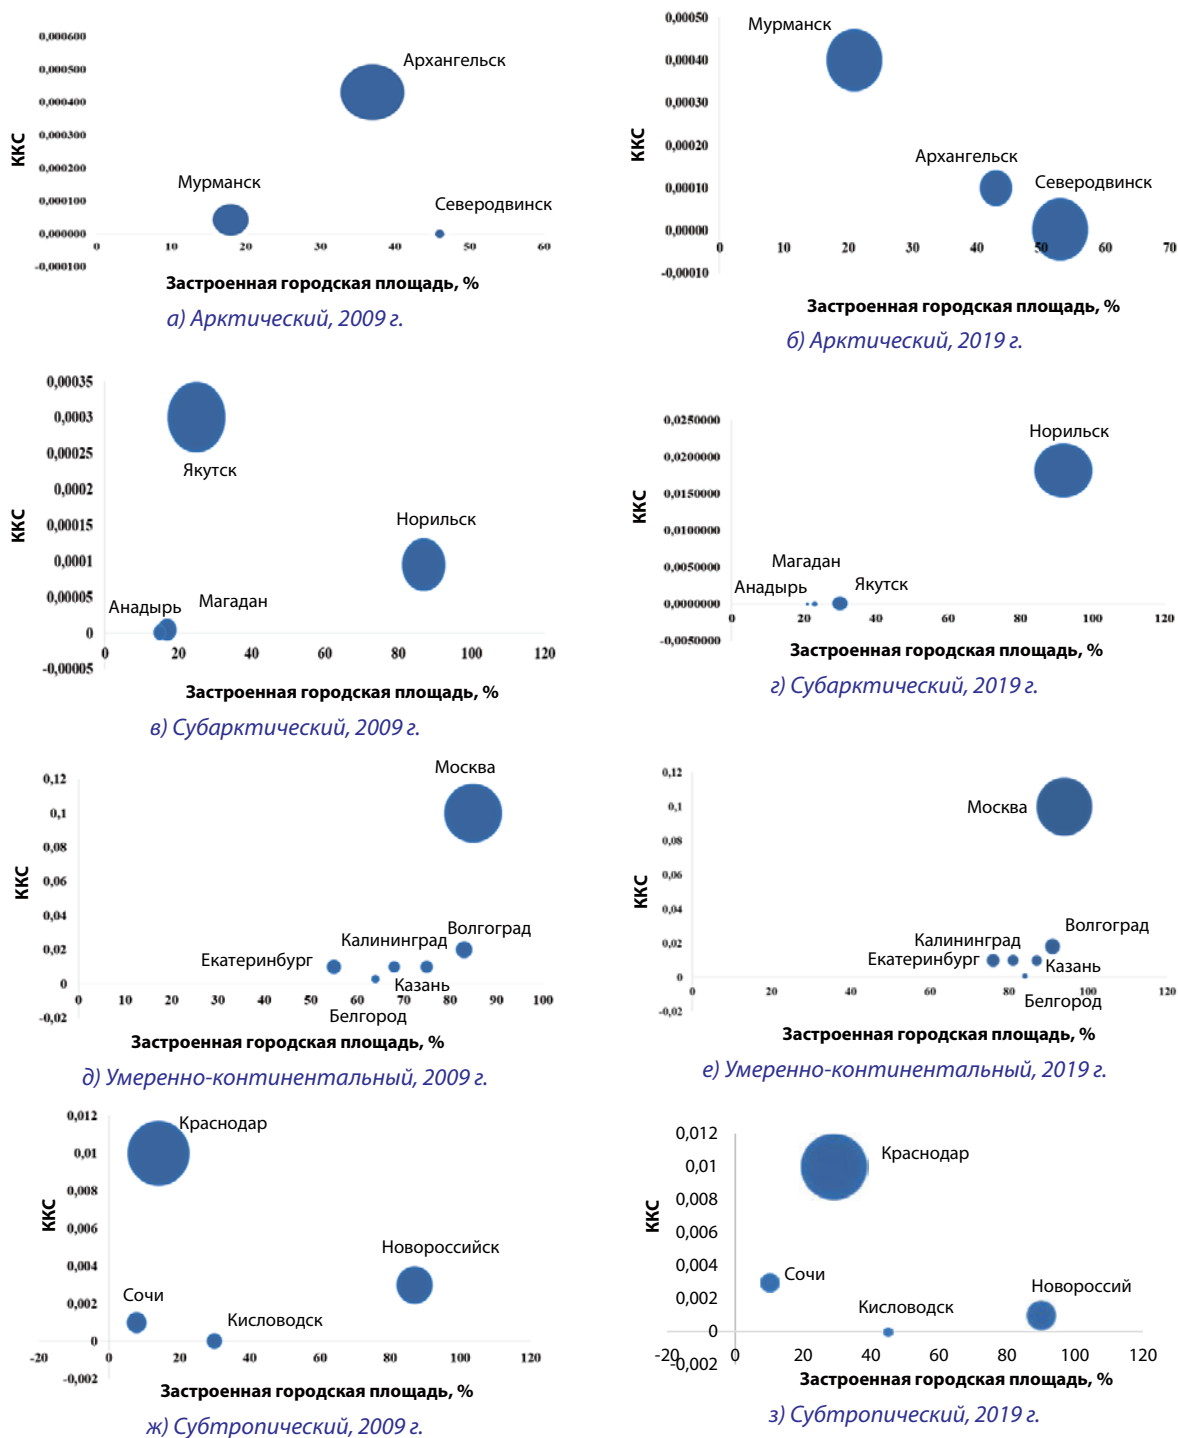 0,000600
0,000500
0,000400
0,000300
0,000200
0,000100
0,000000
-0,000100
ККС
Архангельск
Мурманск
Северодвинск
0 10 20 30 40 50 60
Застроенная городская площадь, %
а) Арктический, 2009 г.
0,00050
0,00040
0,00030
0,00020
0,00010
0,00000
-0,00010
ККС
Мурманск
Архангельск
Северодвинск
0 10 20 30 40 50 60 70
Застроенная городская площадь, %
б) Арктический, 2019 г.
0,00035
0,0003
0,00025
0,0002
0,00015
0,0001
0,00005
0
-0,00005
ККС
Якутск
Норильск
Анадырь
Магадан
0 20 40 60 80 100 120
Застроенная городская площадь, %
в) Субарктический, 2009 г.
0,0250000
0,0200000
0,0150000
0,0100000
0,0050000
0,0000000
-0,0050000
ККС
Норильск
Магадан
Анадырь
Якутск
0 20 40 60 80 100 120
Застроенная городская площадь, %
г) Субарктический, 2019 г.
0,12
0,1
0,08
0,06
0,04
0,02
0
-0,02
ККС
Москва
Волгоград
Калининград
Екатеринбург
Казань
Белгород
0 10 20 30 40 50 60 70 80 90 100
Застроенная городская площадь, %
д) Умеренно-континентальный, 2009 г.
0,12
0,1
0,08
0,06
0,04
0,02
0
-0,02
ККС
Москва
Волгоград
Калининград
Екатеринбург
Казань
Белгород
0 20 40 60 80 100 120
Застроенная городская площадь, %
е) Умеренно-континентальный, 2019 г.
0,012
0,01
0,008
0,006
0,004
0,002
0
-0,002
ККС
Краснодар
Новороссийск
Сочи
Кисловодск
-20 0 20 40 60 80 100 120
Застроенная городская площадь, %
ж) Субтропический, 2009 г.
0,012
0,01
0,008
0,006
0,004
0,002
0
-0,002
ККС
Краснодар
Сочи
Новороссий
Кисловодск
-20 0 20 40 60 80 100 120
Застроенная городская площадь, %
з) Субтропический, 2019 г.